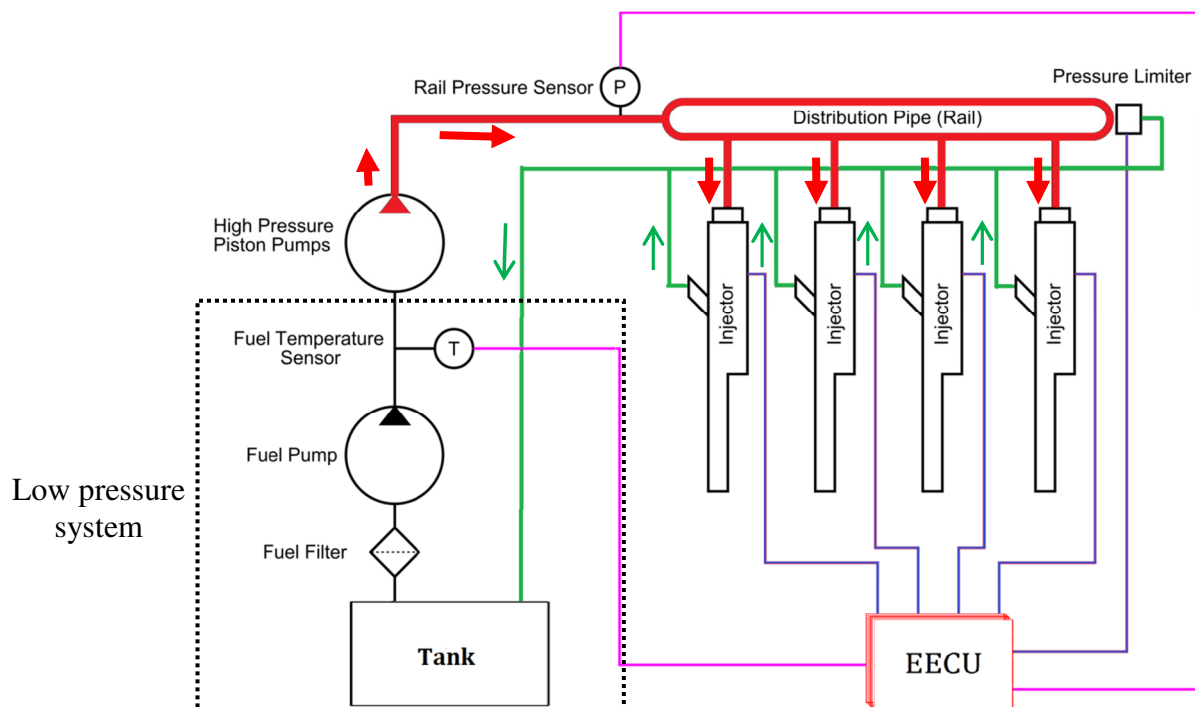 Rail Pressure Sensor
P
Pressure Limiter
Distribution Pipe (Rail)
High Pressure
Piston Pumps
Injector
Injector
Injector
Injector
Fuel Temperature
Sensor
T
Fuel Pump
Low pressure
system
Fuel Filter
Tank
EECU